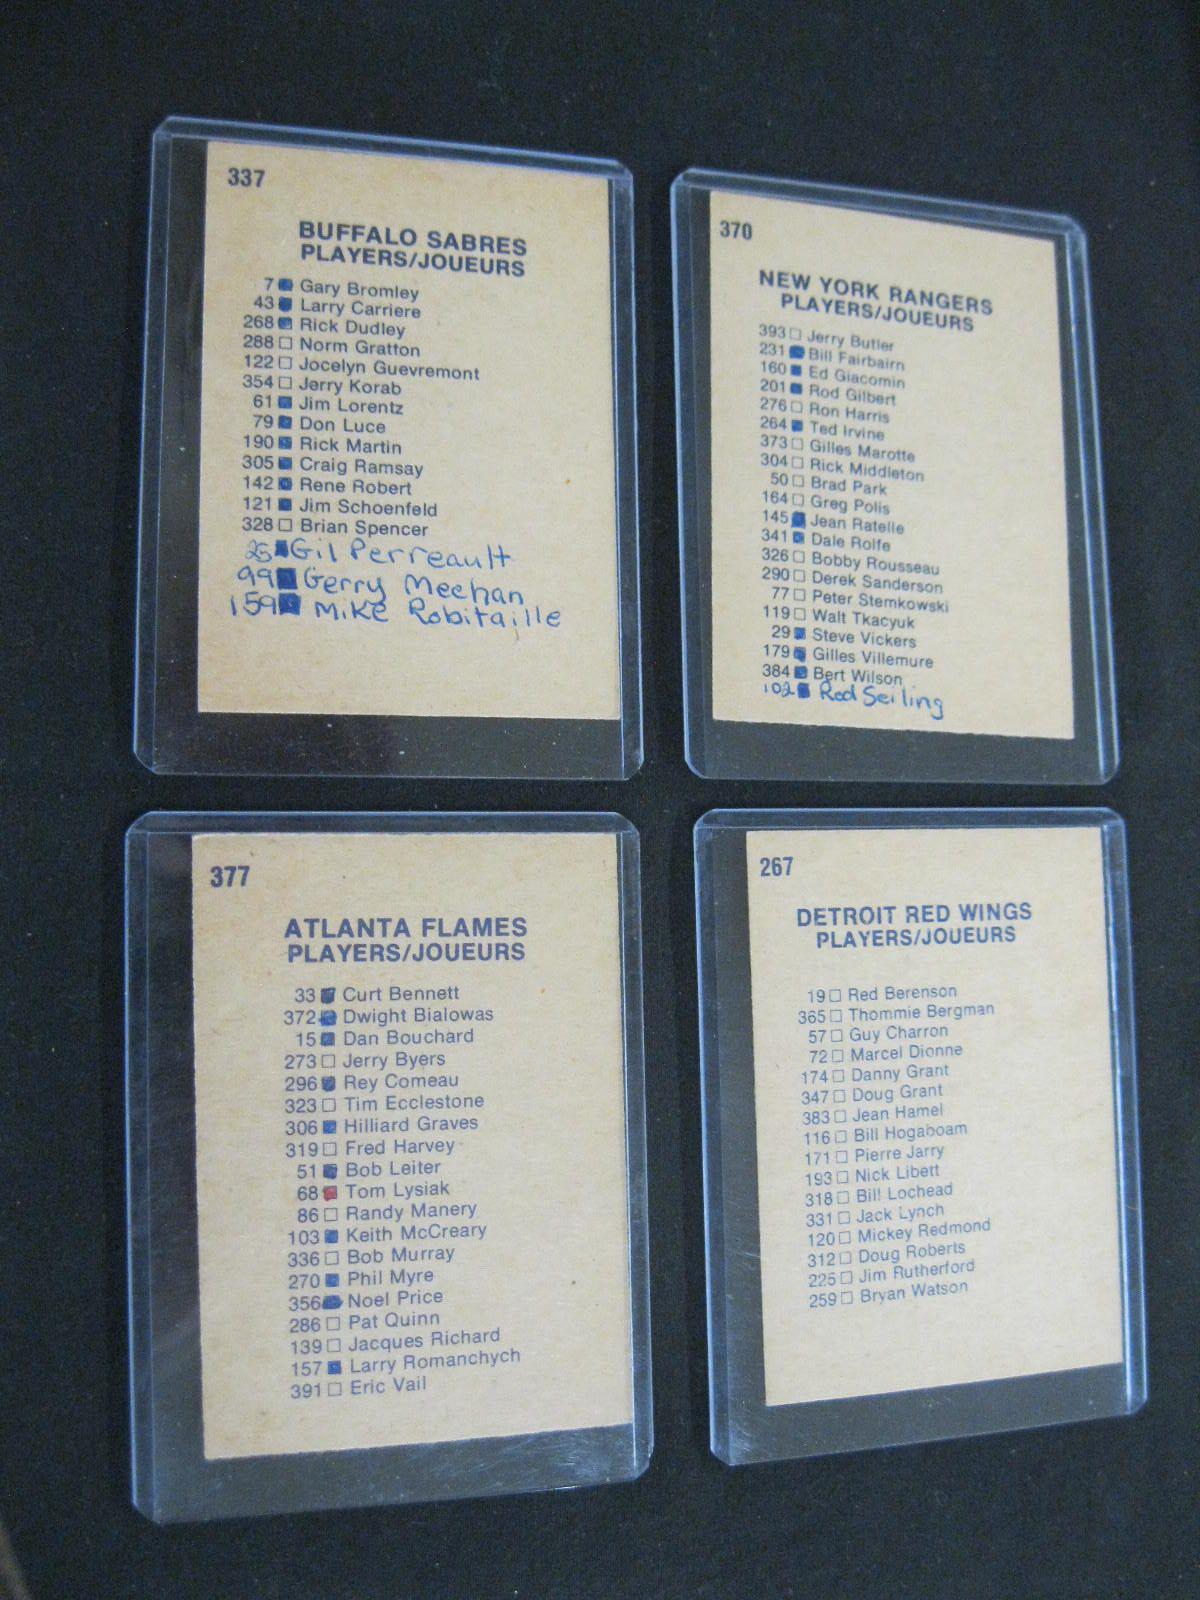 337
BUFFALO SABRES
PLAYERS/JOUEURS
7 ■ Gary Bromley
43 ■ Larry Carriere
268 ■ Rick Dudley
288 □ Norm Gratton
122 □ Jocelyn Guevremont
354 □ Jerry Korab
61 ■ Jim Lorentz
79 ■ Don Luce
190 ■ Rick Martin
305 ■ Craig Ramsay
142 ■ Rene Robert
121 ■ Jim Schoenfeld
328 □ Brian Spencer
25 ■ Gil Perreault
99 ■ Gerry Meehan
159 ■ Mike Robitaille
370
NEW YORK RANGERS
PLAYERS/JOUEURS
393 □ Jerry Butler
231 ■ Bill Fairbairn
160 ■ Ed Giacomin
201 ■ Rod Gilbert
276 □ Ron Harris
264 ■ Ted Irvine
373 □ Gilles Marotte
304 □ Rick Middleton
50 □ Brad Park
164 □ Greg Polis
145 ■ Jean Ratelle
341 ■ Dale Rolfe
326 □ Bobby Rousseau
290 □ Derek Sanderson
77 □ Peter Stemkowski
119 □ Walt Tkacyuk
29 ■ Steve Vickers
179 ■ Gilles Villemure
384 ■ Bert Wilson
102 ■ Rod Seiling
377
ATLANTA FLAMES
PLAYERS/JOUEURS
33 ■ Curt Bennett
372 ■ Dwight Bialowas
15 ■ Dan Bouchard
273 □ Jerry Byers
296 ■ Rey Comeau
323 □ Tim Ecclestone
306 ■ Hilliard Graves
319 □ Fred Harvey
51 ■ Bob Leiter
68 ■ Tom Lysiak
86 □ Randy Manery
103 ■ Keith McCreary
336 □ Bob Murray
270 ■ Phil Myre
356 ■ Noel Price
286 □ Pat Quinn
139 □ Jacques Richard
157 ■ Larry Romanchych
391 □ Eric Vail
267
DETROIT RED WINGS
PLAYERS/JOUEURS
19 □ Red Berenson
365 □ Thommie Bergman
57 □ Guy Charron
72 □ Marcel Dionne
174 □ Danny Grant
347 □ Doug Grant
383 □ Jean Hamel
116 □ Bill Hogaboam
171 □ Pierre Jarry
193 □ Nick Libett
318 □ Bill Lochead
331 □ Jack Lynch
120 □ Mickey Redmond
312 □ Doug Roberts
225 □ Jim Rutherford
259 □ Bryan Watson